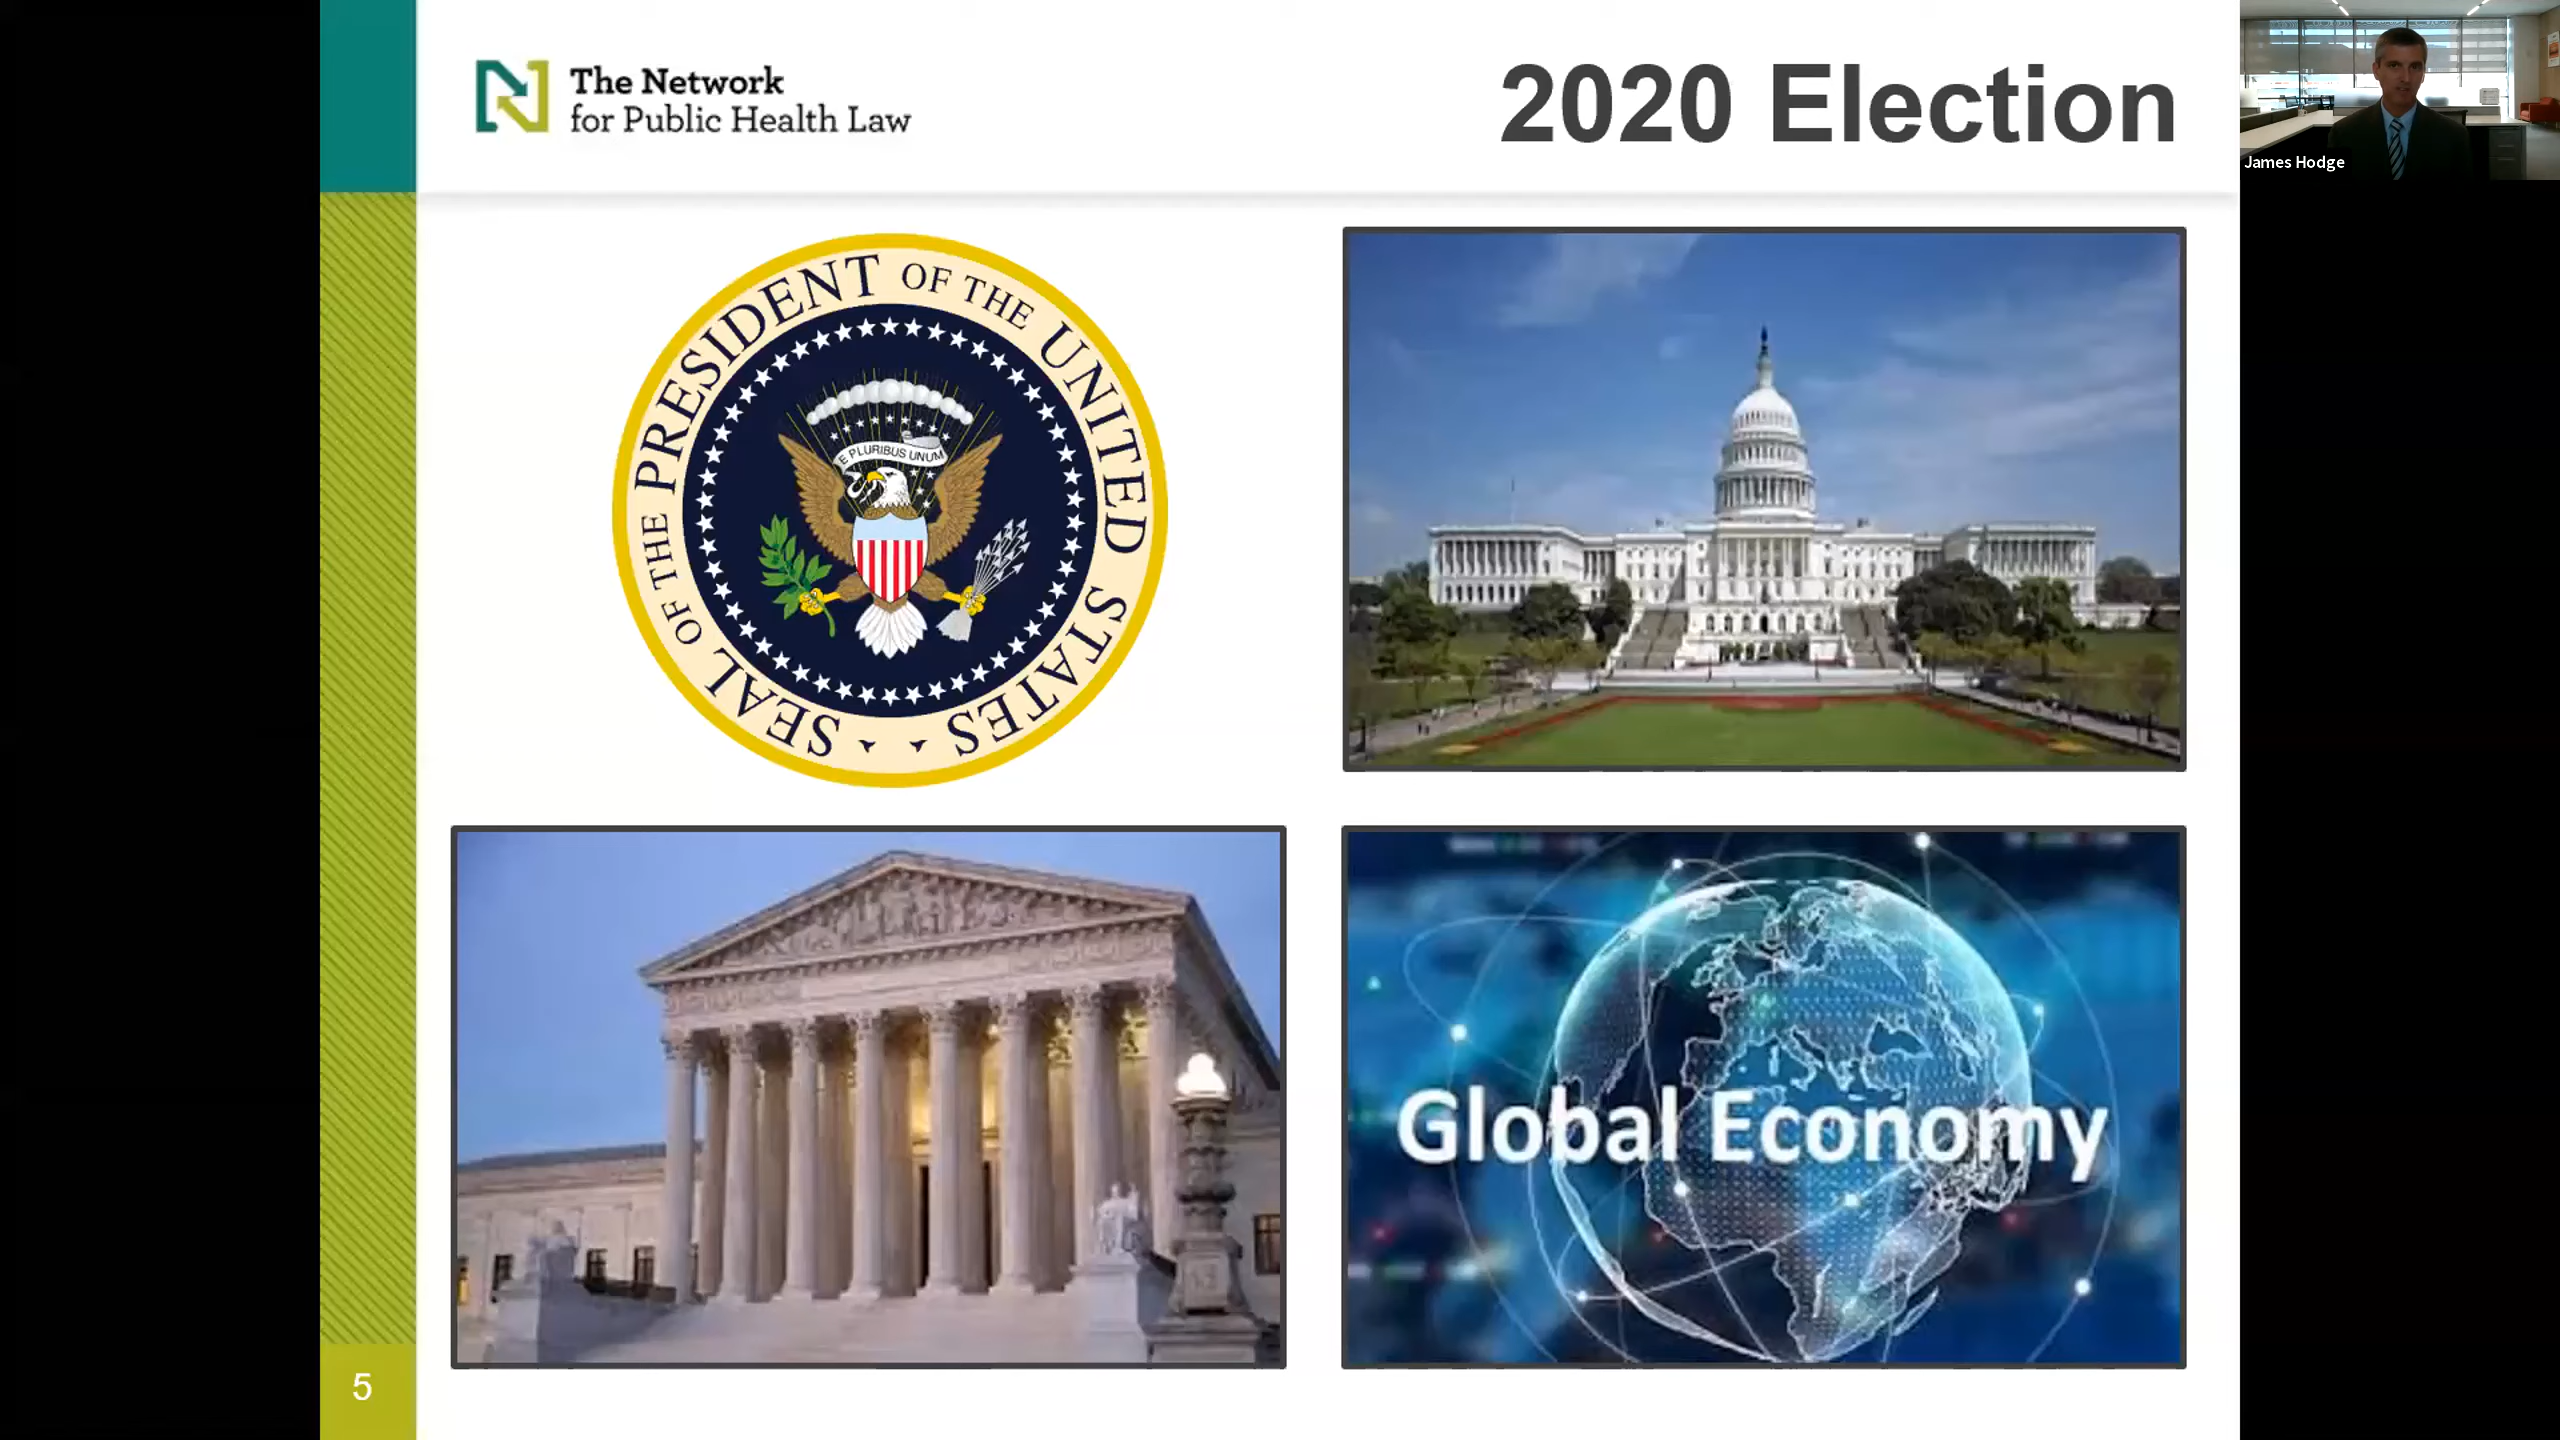 The Network
for Public Health Law
2020 Election
James Hodge
SEAL OF THE PRESIDENT OF THE UNITED STATES
E PLURIBUS UNUM
Global Economy
5